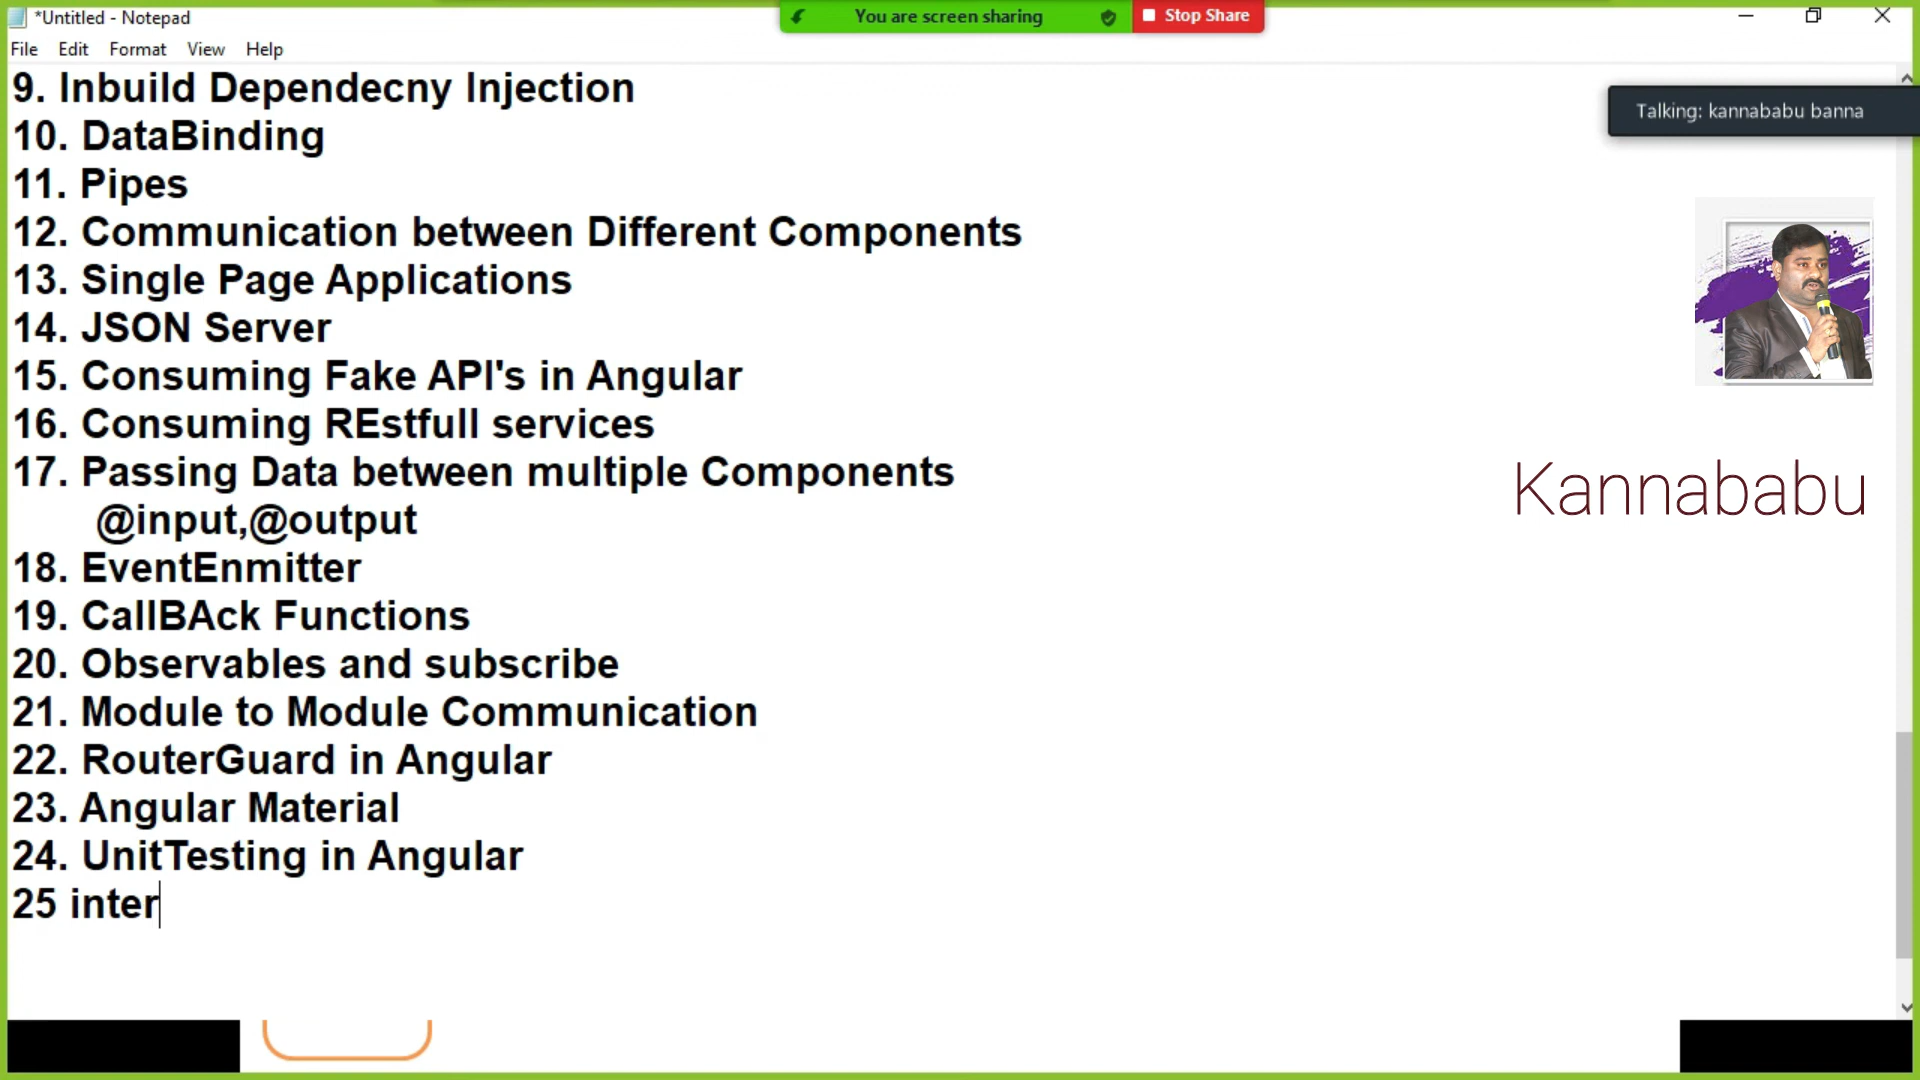 *Untitled - Notepad
You are screen sharing
Stop Share
File Edit Format View Help
9. Inbuild Dependecny Injection
Talking: kannababu banna
10. DataBinding
11. Pipes
12. Communication between Different Components
13. Single Page Applications
14. JSON Server
15. Consuming Fake API's in Angular
16. Consuming REstfull services
17. Passing Data between multiple Components
@input,@output
Kannababu
18. EventEnmitter
19. CallBAck Functions
20. Observables and subscribe
21. Module to Module Communication
22. RouterGuard in Angular
23. Angular Material
24. UnitTesting in Angular
25 inter